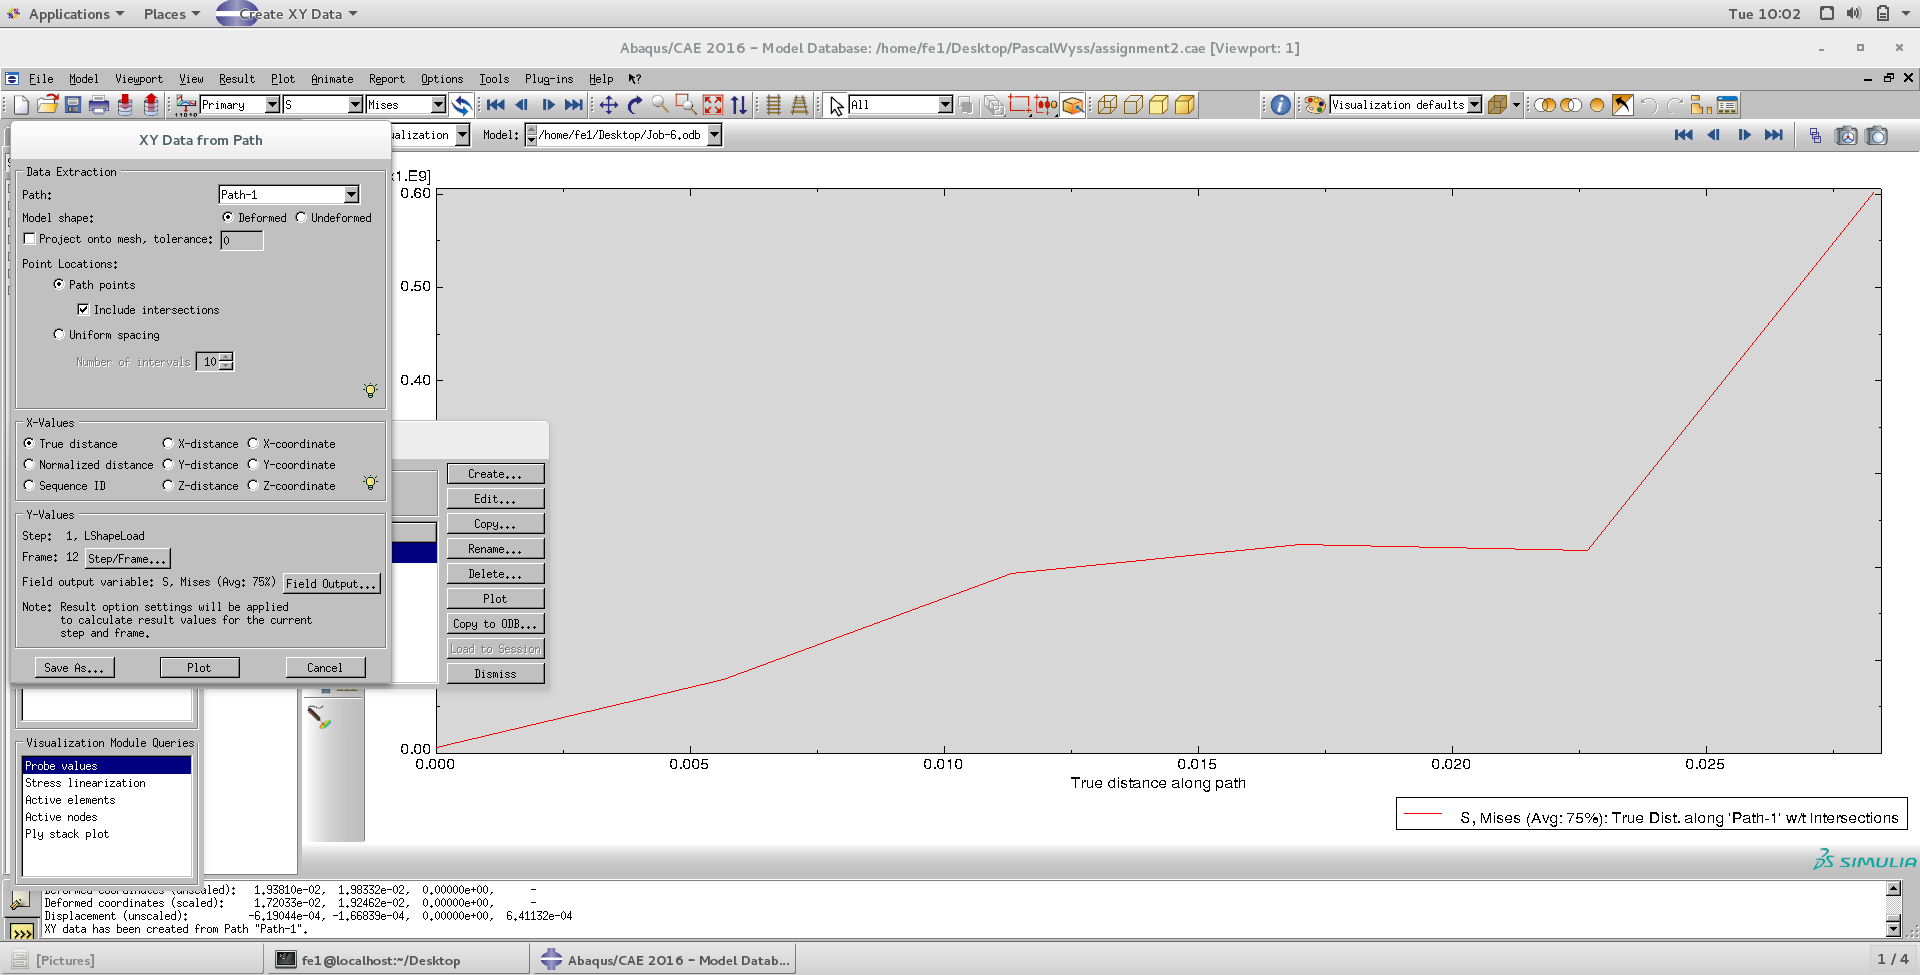 Applications Places Create XY Data Tue 10:02
Abaqus/CAE 2016 - Model Database: /home/fe1/Desktop/PascalWyss/assignment2.cae [Viewport: 1]
File Model Viewport View Result Plot Animate Report Options Tools Plug-ins Help
Primary S Mises All Visualization defaults
XY Data from Path
ualization Model: /home/fe1/Desktop/Job-6.odb
Data Extraction
Path: Path-1
Model shape: Deformed Undeformed
Project onto mesh, tolerance: 0
Point Locations:
Path points
Include intersections
Uniform spacing
Number of intervals 10
X-Values
True distance X-distance X-coordinate
Normalized distance Y-distance Y-coordinate
Sequence ID Z-distance Z-coordinate
Y-Values
Step: 1, LShapeLoad
Frame: 12 Step/Frame...
Field output variable: S, Mises (Avg: 75%) Field Output...
Note: Result option settings will be applied
to calculate result values for the current
step and frame.
Save As... Plot Cancel
Create...
Edit...
Copy...
Rename...
Delete...
Plot
Copy to ODB...
Load to Session
Dismiss
x1.E9]
0.60
0.50
0.40
0.00
0.000 0.005 0.010 0.015 0.020 0.025
True distance along path
S, Mises (Avg: 75%): True Dist. along 'Path-1' w/t Intersections
Visualization Module Queries
Probe values
Stress linearization
Active elements
Active nodes
Ply stack plot
SIMULIA
Deformed coordinates (unscaled): 1.93810e-02, 1.98332e-02, 0.00000e+00, -
Deformed coordinates (scaled): 1.72033e-02, 1.92462e-02, 0.00000e+00, -
Displacement (unscaled): -6.19044e-04, -1.66839e-04, 0.00000e+00, 6.41132e-04
XY data has been created from Path "Path-1".
>>>
[Pictures] fe1@localhost:~/Desktop Abaqus/CAE 2016 - Model Datab... 1 / 4